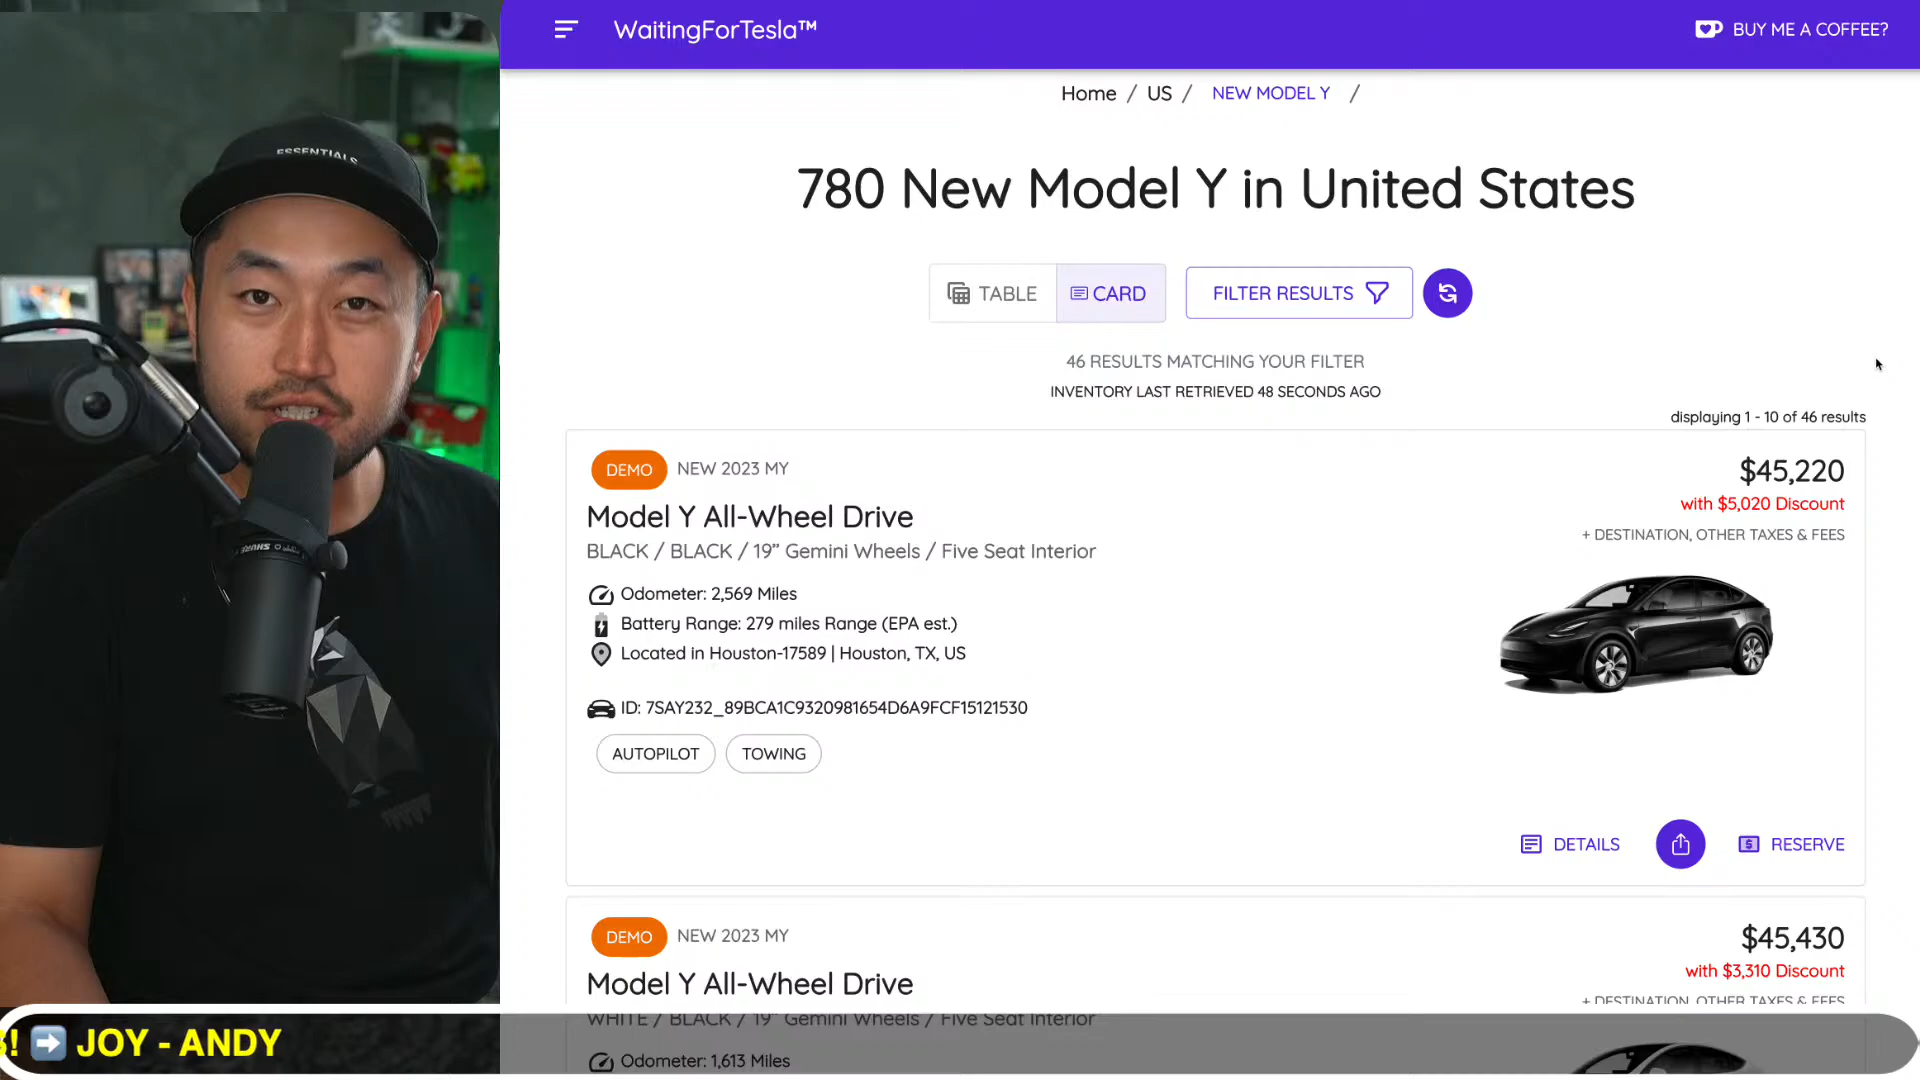 WaitingForTesla™
BUY ME A COFFEE?
Home / US / NEW MODEL Y /
780 New Model Y in United States
TABLE
CARD
FILTER RESULTS
46 RESULTS MATCHING YOUR FILTER
INVENTORY LAST RETRIEVED 48 SECONDS AGO
displaying 1 - 10 of 46 results
DEMO NEW 2023 MY
$45,220
Model Y All-Wheel Drive
with $5,020 Discount
BLACK / BLACK / 19” Gemini Wheels / Five Seat Interior
+ DESTINATION, OTHER TAXES & FEES
Odometer: 2,569 Miles
Battery Range: 279 miles Range (EPA est.)
Located in Houston-17589 | Houston, TX, US
ID: 7SAY232_89BCA1C9320981654D6A9FCF15121530
AUTOPILOT
TOWING
DETAILS
RESERVE
DEMO NEW 2023 MY
$45,430
Model Y All-Wheel Drive
with $3,310 Discount
+ DESTINATION, OTHER TAXES & FEES
WHITE / BLACK / 19” Gemini Wheels / Five Seat Interior
Odometer: 1,613 Miles
ESSENTIALS
SHURE
! ➡ JOY - ANDY